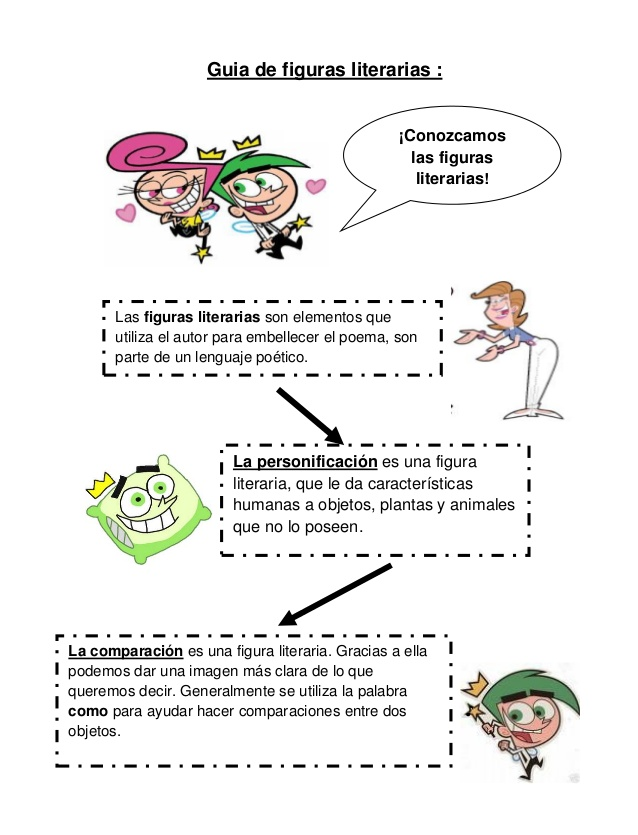 Guia de figuras literarias :
¡Conozcamos
las figuras
literarias!
Las figuras literarias son elementos que
utiliza el autor para embellecer el poema, son
parte de un lenguaje poético.
La personificación es una figura
literaria, que le da características
humanas a objetos, plantas y animales
que no lo poseen.
La comparación es una figura literaria. Gracias a ella
podemos dar una imagen más clara de lo que
queremos decir. Generalmente se utiliza la palabra
como para ayudar hacer comparaciones entre dos
objetos.